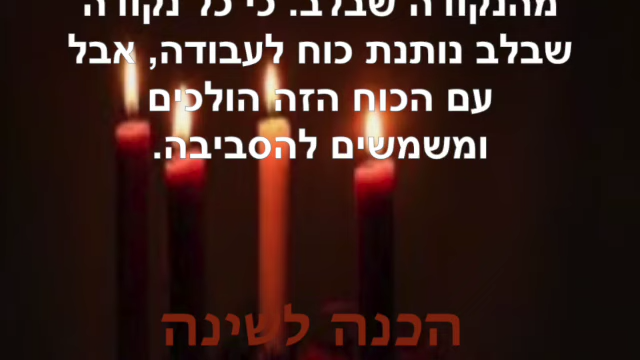 מהנקודה שבלב. כי כל נקודה
שבלב נותנת כוח לעבודה, אבל
עם הכוח הזה הולכים
ומשמשים להסביבה.
הכנה לשינה